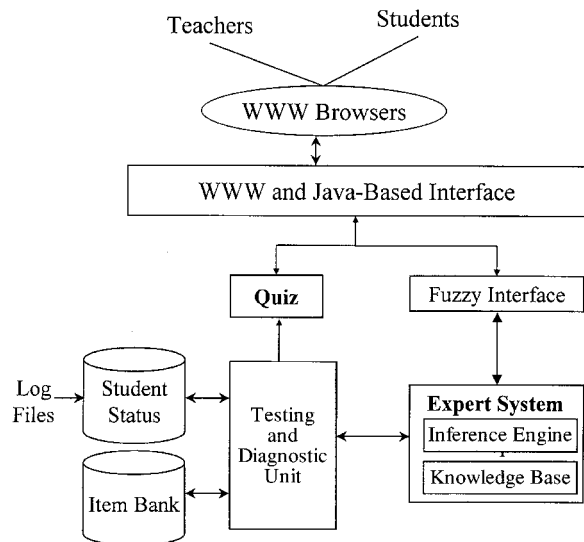 Teachers
Students
WWW Browsers
WWW and Java-Based Interface
Quiz
Fuzzy Interface
Log
Files
Student
Status
Testing
and
Diagnostic
Unit
Expert System
Inference Engine
Knowledge Base
Item Bank